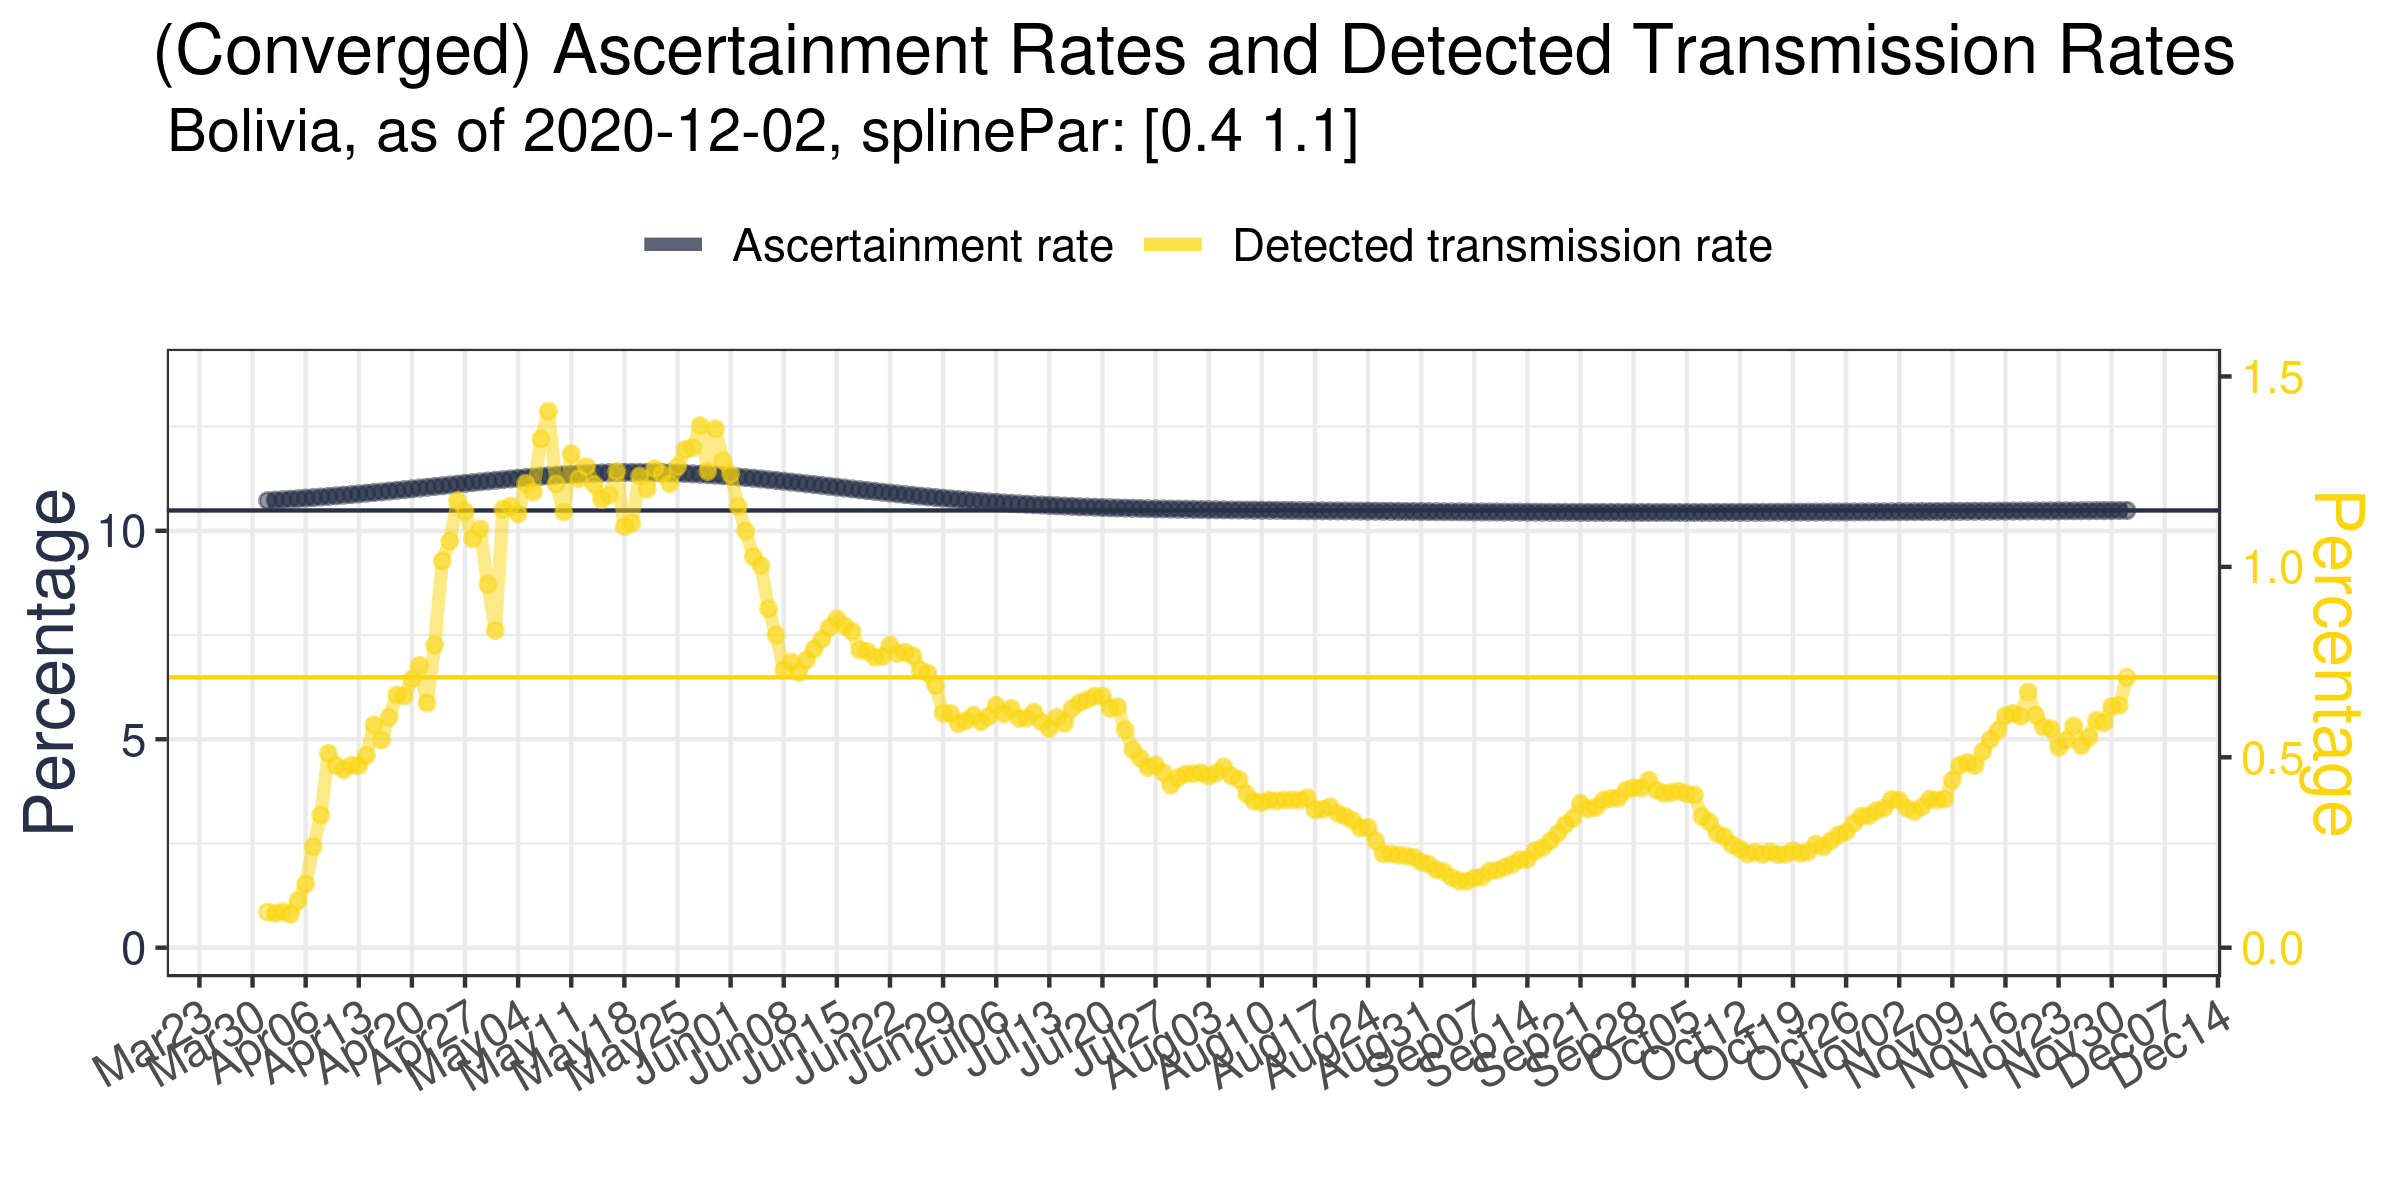 (Converged) Ascertainment Rates and Detected Transmission Rates
Bolivia, as of 2020-12-02, splinePar: [0.4 1.1]
Ascertainment rate
Detected transmission rate
Percentage
10
5
0
1.5
1.0
0.5
0.0
Percentage
Mar23
Mar30
Apr06
Apr13
Apr20
Apr27
May04
May11
May18
May25
Jun01
Jun08
Jun15
Jun22
Jun29
Jul06
Jul13
Jul20
Jul27
Aug03
Aug10
Aug17
Aug24
Aug31
Sep07
Sep14
Sep21
Sep28
Oct05
Oct12
Oct19
Oct26
Nov02
Nov09
Nov16
Nov23
Nov30
Dec07
Dec14